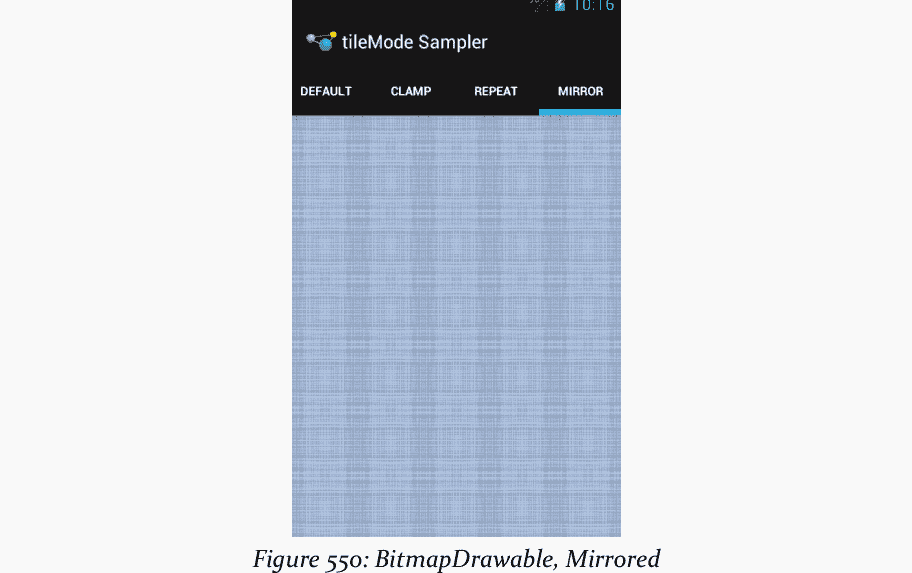 10:16
tileMode Sampler
DEFAULT CLAMP REPEAT MIRROR
Figure 550: BitmapDrawable, Mirrored